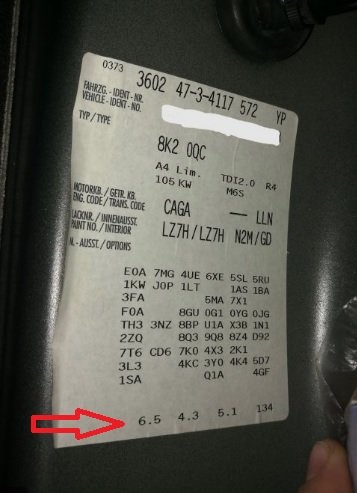 0373 3602 47-3-4117 572 YP
FAHRZG.-IDENT-NR.
VEHICLE-IDENT-NO.
TYP/TYPE
8K2 0QC
A4 Lim. TDI2.0 R4
105KW M6S
MOTORKB./GETR.KB.
ENG.CODE/TRANS.CODE
CAGA — LLN
LACKNR./INNENAUSST.
PAINT NO./INTERIOR
LZ7H/LZ7H N2M/GD
-AUSST./OPTIONS
E0A 7MG 4UE 6XE 5SL 5RU
1KW J0P 1LT 1AS 1BA
3FA 5MA 7X1
F0A 8GU 0G1 0YG 0JG
TH3 3NZ 8BP U1A X3B 1N1
2ZQ 8Q3 9Q8 8Z4 D92
7T6 CD6 7K0 4X3 2K1
3L3 4KC 3Y0 4K4 5D7
1SA Q1A 4GF
6.5 4.3 5.1 134